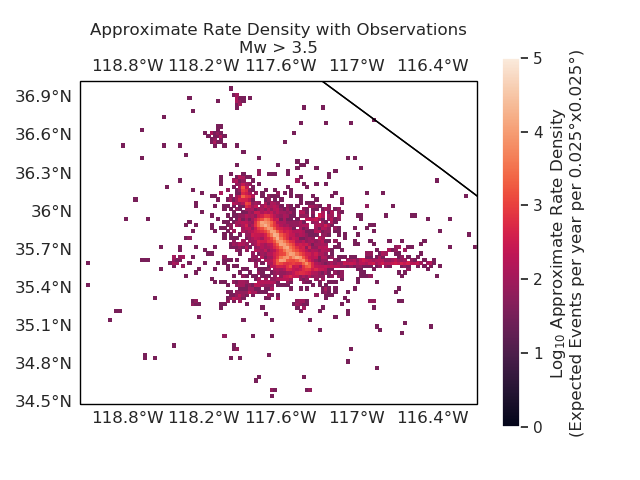 Approximate Rate Density with Observations
Mw > 3.5
118.8°W 118.2°W 117.6°W 117°W 116.4°W
36.9°N
36.6°N
36.3°N
36°N
35.7°N
35.4°N
35.1°N
34.8°N
34.5°N
118.8°W 118.2°W 117.6°W 117°W 116.4°W
5
4
3
2
1
0
Log₁₀ Approximate Rate Density
(Expected Events per year per 0.025°x0.025°)